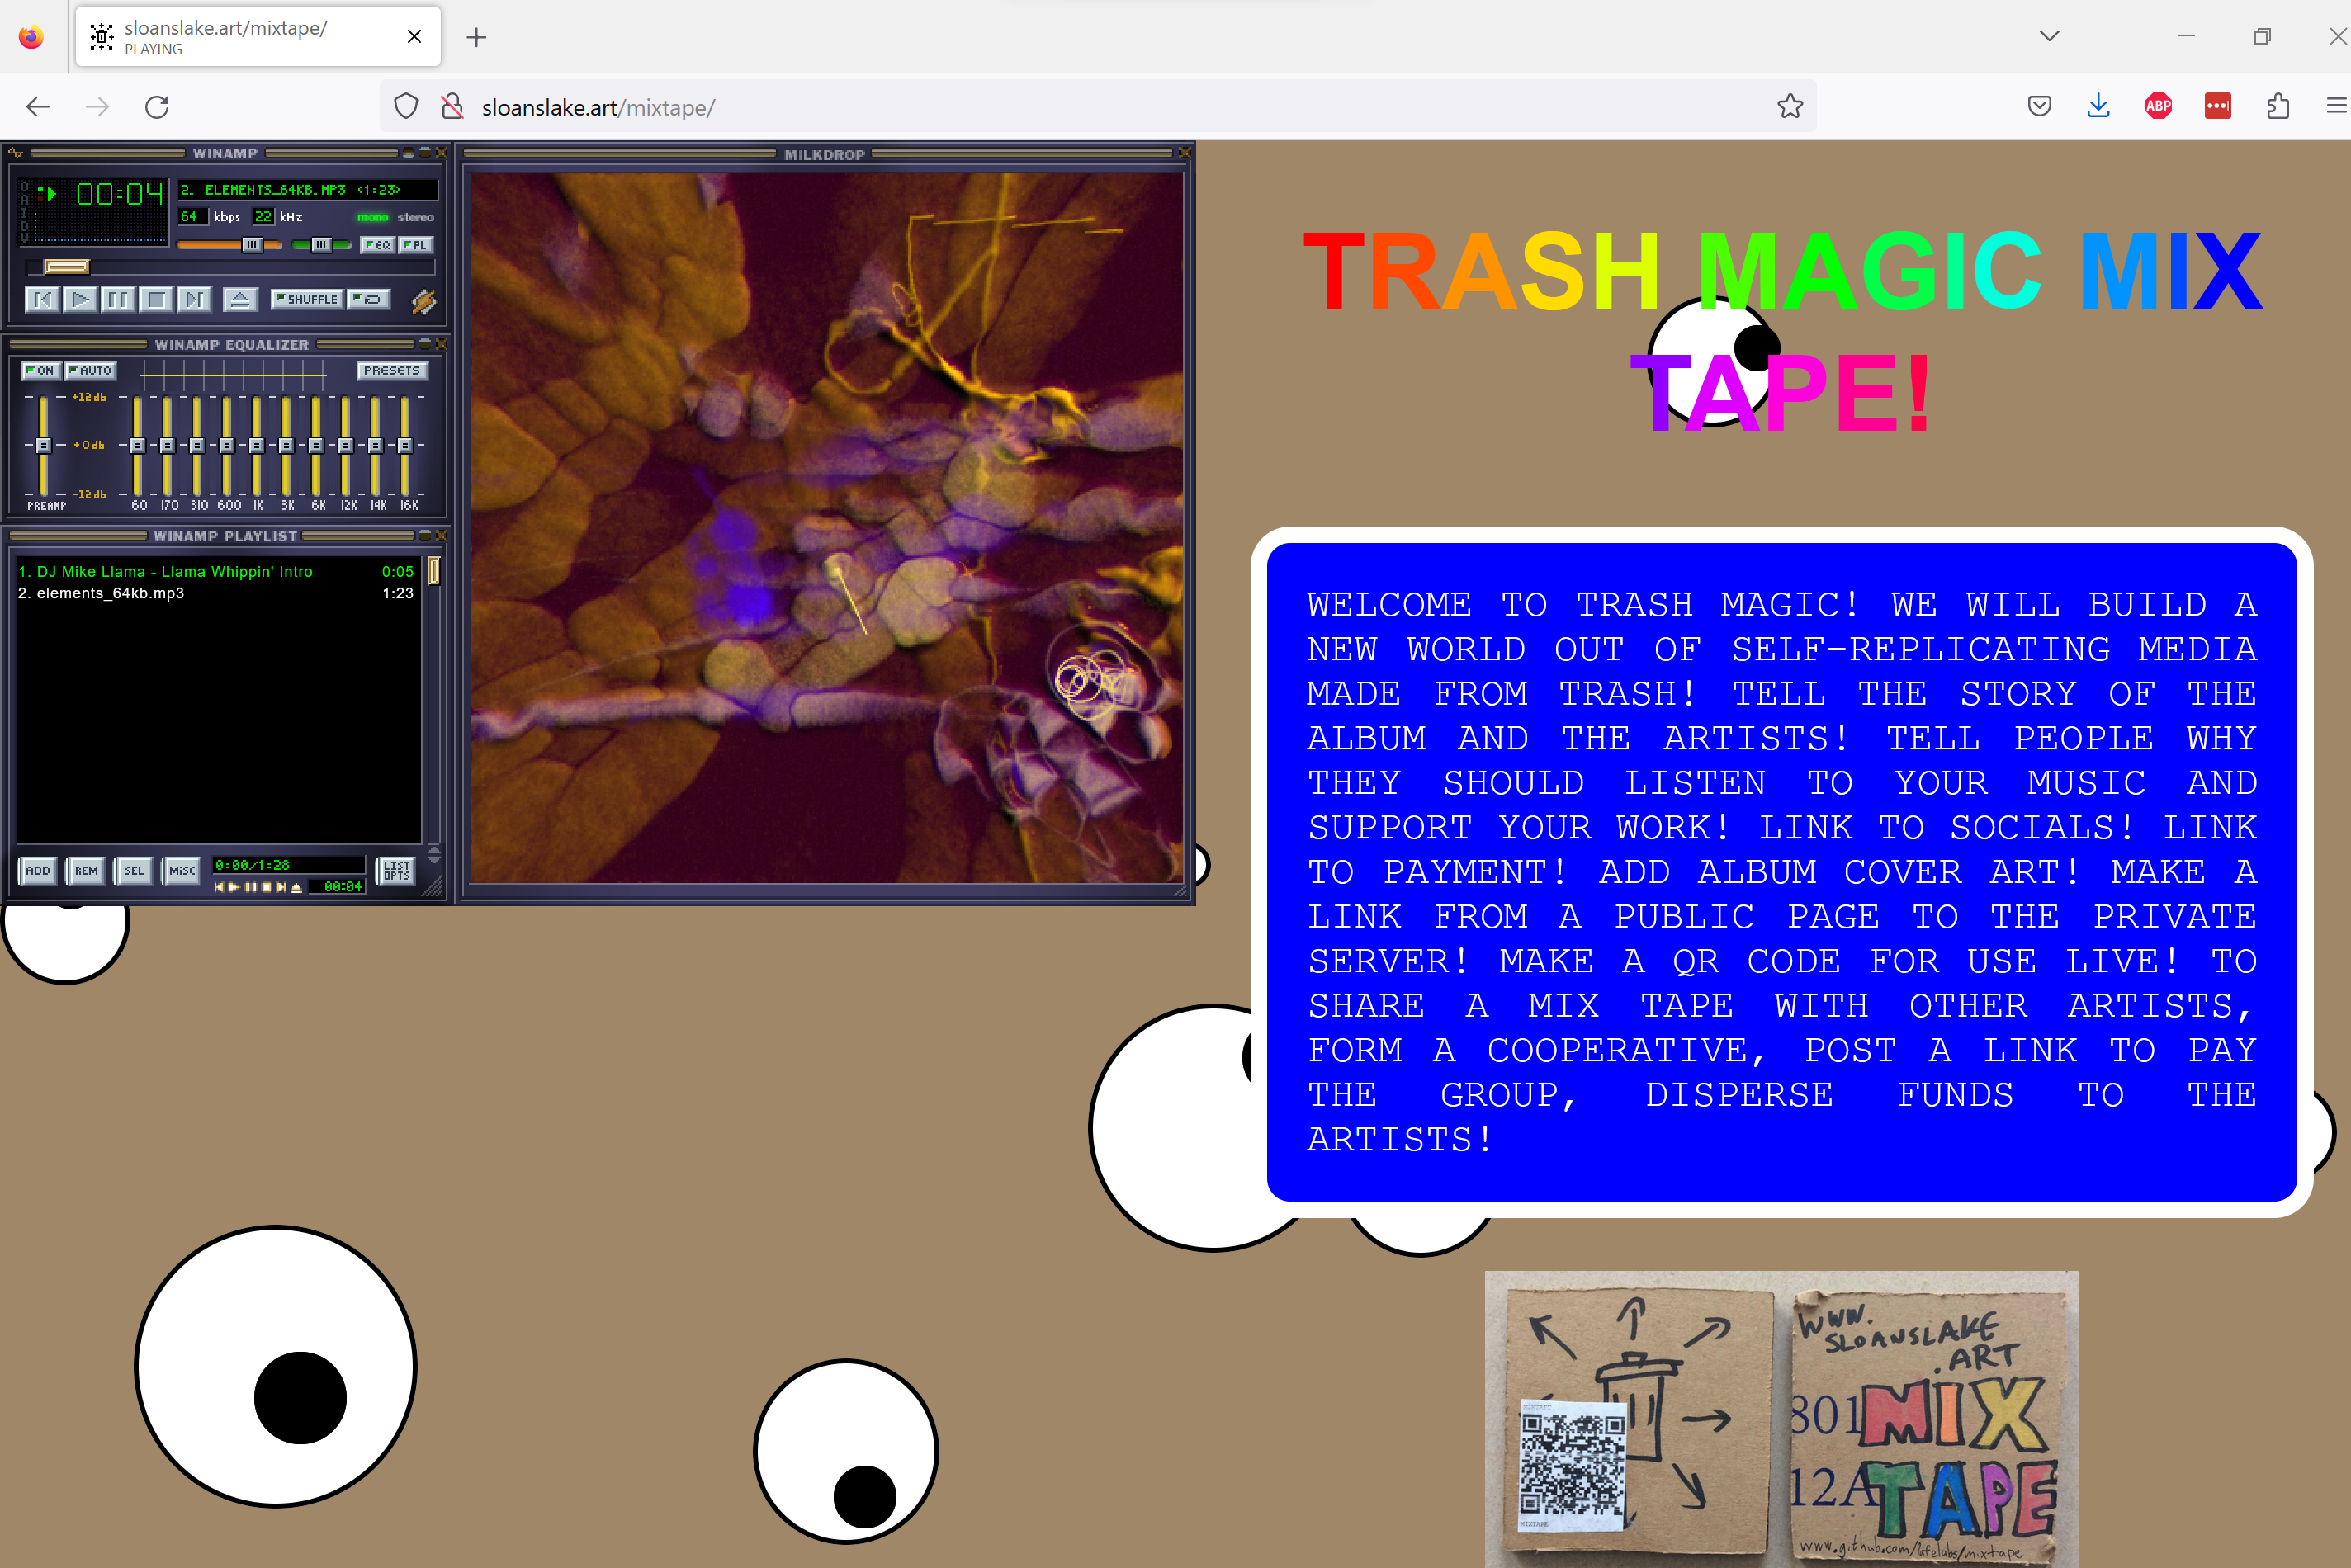 sloanslake.art/mixtape/
PLAYING
sloanslake.art/mixtape/
ABP
WINAMP
OAIDV
00:04
2. ELEMENTS_64KB.MP3 <1:23>
64 kbps 22 kHz mono stereo
EQ PL
SHUFFLE
WINAMP EQUALIZER
ON AUTO PRESETS
+12db
+0db
-12db
PREAMP 60 170 310 600 1K 3K 6K 12K 14K 16K
WINAMP PLAYLIST
1. DJ Mike Llama - Llama Whippin' Intro 0:05
2. elements_64kb.mp3 1:23
ADD REM SEL MISC 0:00/1:28 LIST OPTS
00:04
MILKDROP
TRASH MAGIC MIX
TAPE!
WELCOME TO TRASH MAGIC! WE WILL BUILD A
NEW WORLD OUT OF SELF-REPLICATING MEDIA
MADE FROM TRASH! TELL THE STORY OF THE
ALBUM AND THE ARTISTS! TELL PEOPLE WHY
THEY SHOULD LISTEN TO YOUR MUSIC AND
SUPPORT YOUR WORK! LINK TO SOCIALS! LINK
TO PAYMENT! ADD ALBUM COVER ART! MAKE A
LINK FROM A PUBLIC PAGE TO THE PRIVATE
SERVER! MAKE A QR CODE FOR USE LIVE! TO
SHARE A MIX TAPE WITH OTHER ARTISTS,
FORM A COOPERATIVE, POST A LINK TO PAY
THE GROUP, DISPERSE FUNDS TO THE
ARTISTS!
MIXTAPE
MIXTAPE
WWW.
SLOANSLAKE
.ART
801 MIX
12A TAPE
www.github.com/lafelabs/mixtape